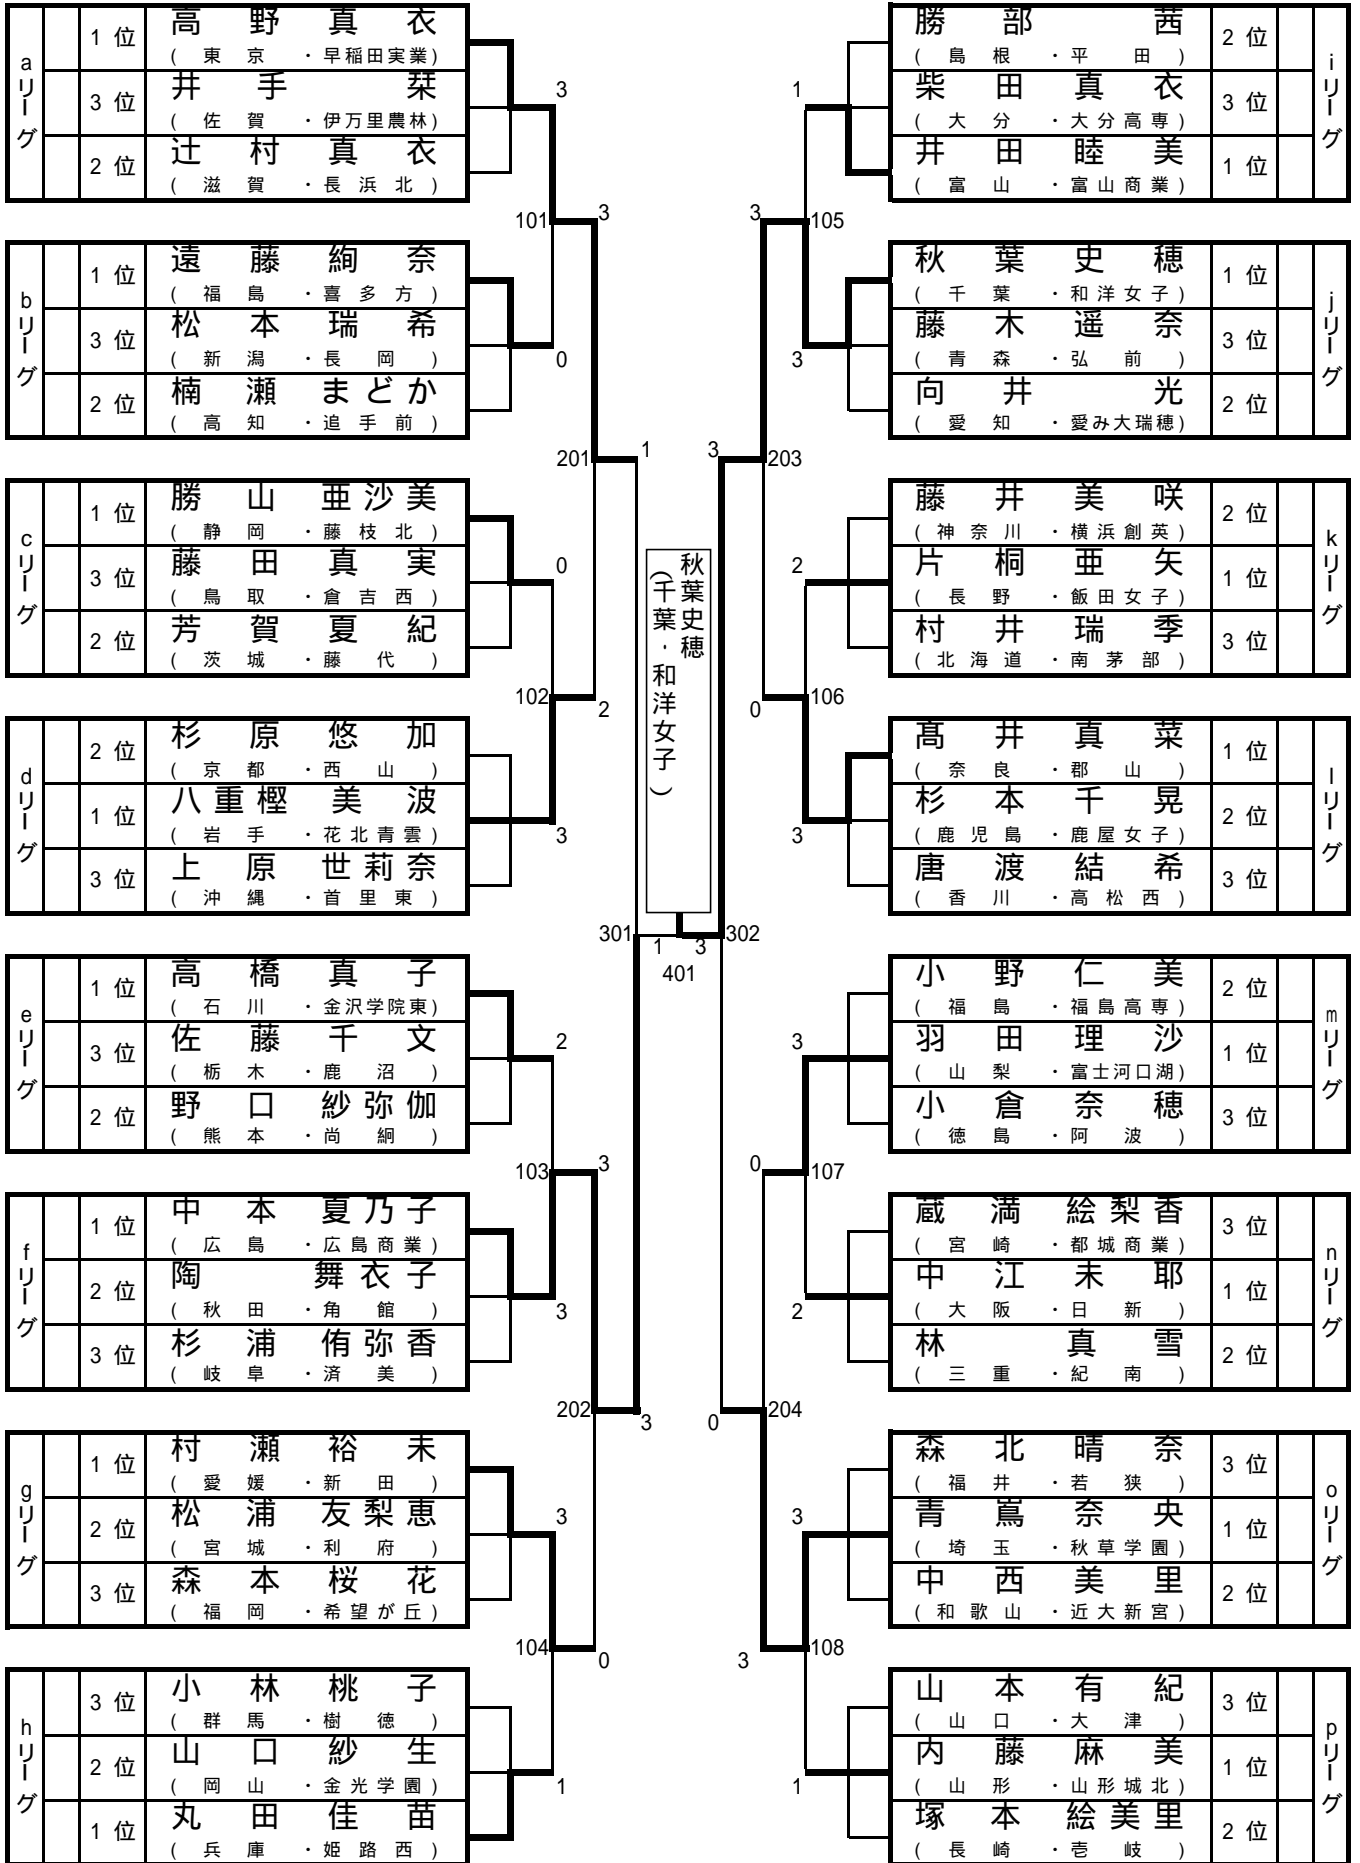 aリーグ
1 位 高野真衣
(東京・早稲田実業)
3 位 井手栞
(佐賀・伊万里農林)
2 位 辻村真衣
(滋賀・長浜北)
bリーグ
1 位 遠藤絢奈
(福島・喜多方)
3 位 松本瑞希
(新潟・長岡)
2 位 楠瀬まどか
(高知・追手前)
cリーグ
1 位 勝山亜沙美
(静岡・藤枝北)
3 位 藤田真実
(鳥取・倉吉西)
2 位 芳賀夏紀
(茨城・藤代)
dリーグ
2 位 杉原悠加
(京都・西山)
1 位 八重樫美波
(岩手・花北青雲)
3 位 上原世莉奈
(沖縄・首里東)
eリーグ
1 位 高橋真子
(石川・金沢学院東)
3 位 佐藤千文
(栃木・鹿沼)
2 位 野口紗弥伽
(熊本・尚絅)
fリーグ
1 位 中本夏乃子
(広島・広島商業)
2 位 陶舞衣子
(秋田・角館)
3 位 杉浦侑弥香
(岐阜・済美)
gリーグ
1 位 村瀬裕未
(愛媛・新田)
2 位 松浦友梨恵
(宮城・利府)
3 位 森本桜花
(福岡・希望が丘)
hリーグ
3 位 小林桃子
(群馬・樹徳)
2 位 山口紗生
(岡山・金光学園)
1 位 丸田佳苗
(兵庫・姫路西)
3
101
0
3
201
0
102
3
2
1
2
103
3
3
202
3
104
1
0
3
301
1
3
302
401
秋葉史穂
(千葉・和洋女子)
1
105
3
3
203
2
106
3
0
3
3
107
2
0
204
3
108
1
3
0
勝部茜 2 位
(島根・平田)
柴田真衣 3 位
(大分・大分高専)
井田睦美 1 位
(富山・富山商業)
iリーグ
秋葉史穂 1 位
(千葉・和洋女子)
藤木遥奈 3 位
(青森・弘前)
向井光 2 位
(愛知・愛み大瑞穂)
jリーグ
藤井美咲 2 位
(神奈川・横浜創英)
片桐亜矢 1 位
(長野・飯田女子)
村井瑞季 3 位
(北海道・南茅部)
kリーグ
髙井真菜 1 位
(奈良・郡山)
杉本千晃 2 位
(鹿児島・鹿屋女子)
唐渡結希 3 位
(香川・高松西)
lリーグ
小野仁美 2 位
(福島・福島高専)
羽田理沙 1 位
(山梨・富士河口湖)
小倉奈穂 3 位
(徳島・阿波)
mリーグ
蔵満絵梨香 3 位
(宮崎・都城商業)
中江未耶 1 位
(大阪・日新)
林真雪 2 位
(三重・紀南)
nリーグ
森北晴奈 3 位
(福井・若狭)
青嶌奈央 1 位
(埼玉・秋草学園)
中西美里 2 位
(和歌山・近大新宮)
oリーグ
山本有紀 3 位
(山口・大津)
内藤麻美 1 位
(山形・山形城北)
塚本絵美里 2 位
(長崎・壱岐)
pリーグ